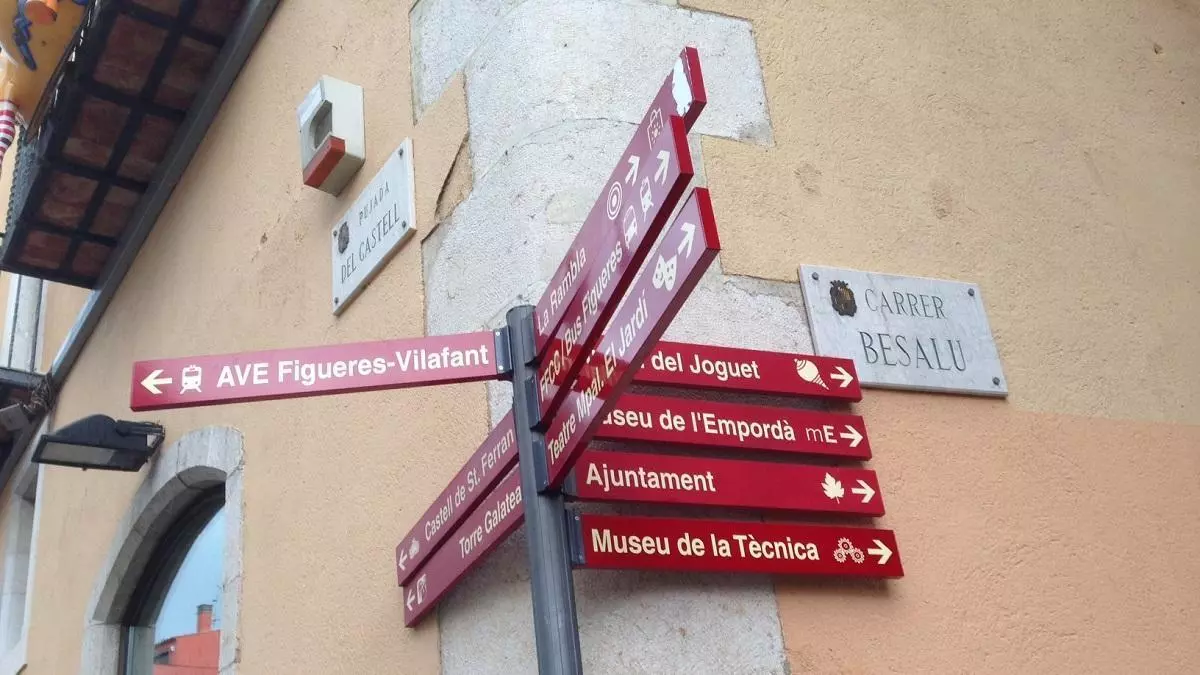 PUJADA
DEL CASTELL
CARRER
BESALU
AVE Figueres-Vilafant
La Rambla
FFCC / Bus Figueres
Teatre Mpal. El Jardí
del Joguet
useu de l'Empordà mE
Ajuntament
Museu de la Tècnica
Castell de St. Ferran
Torre Galatea